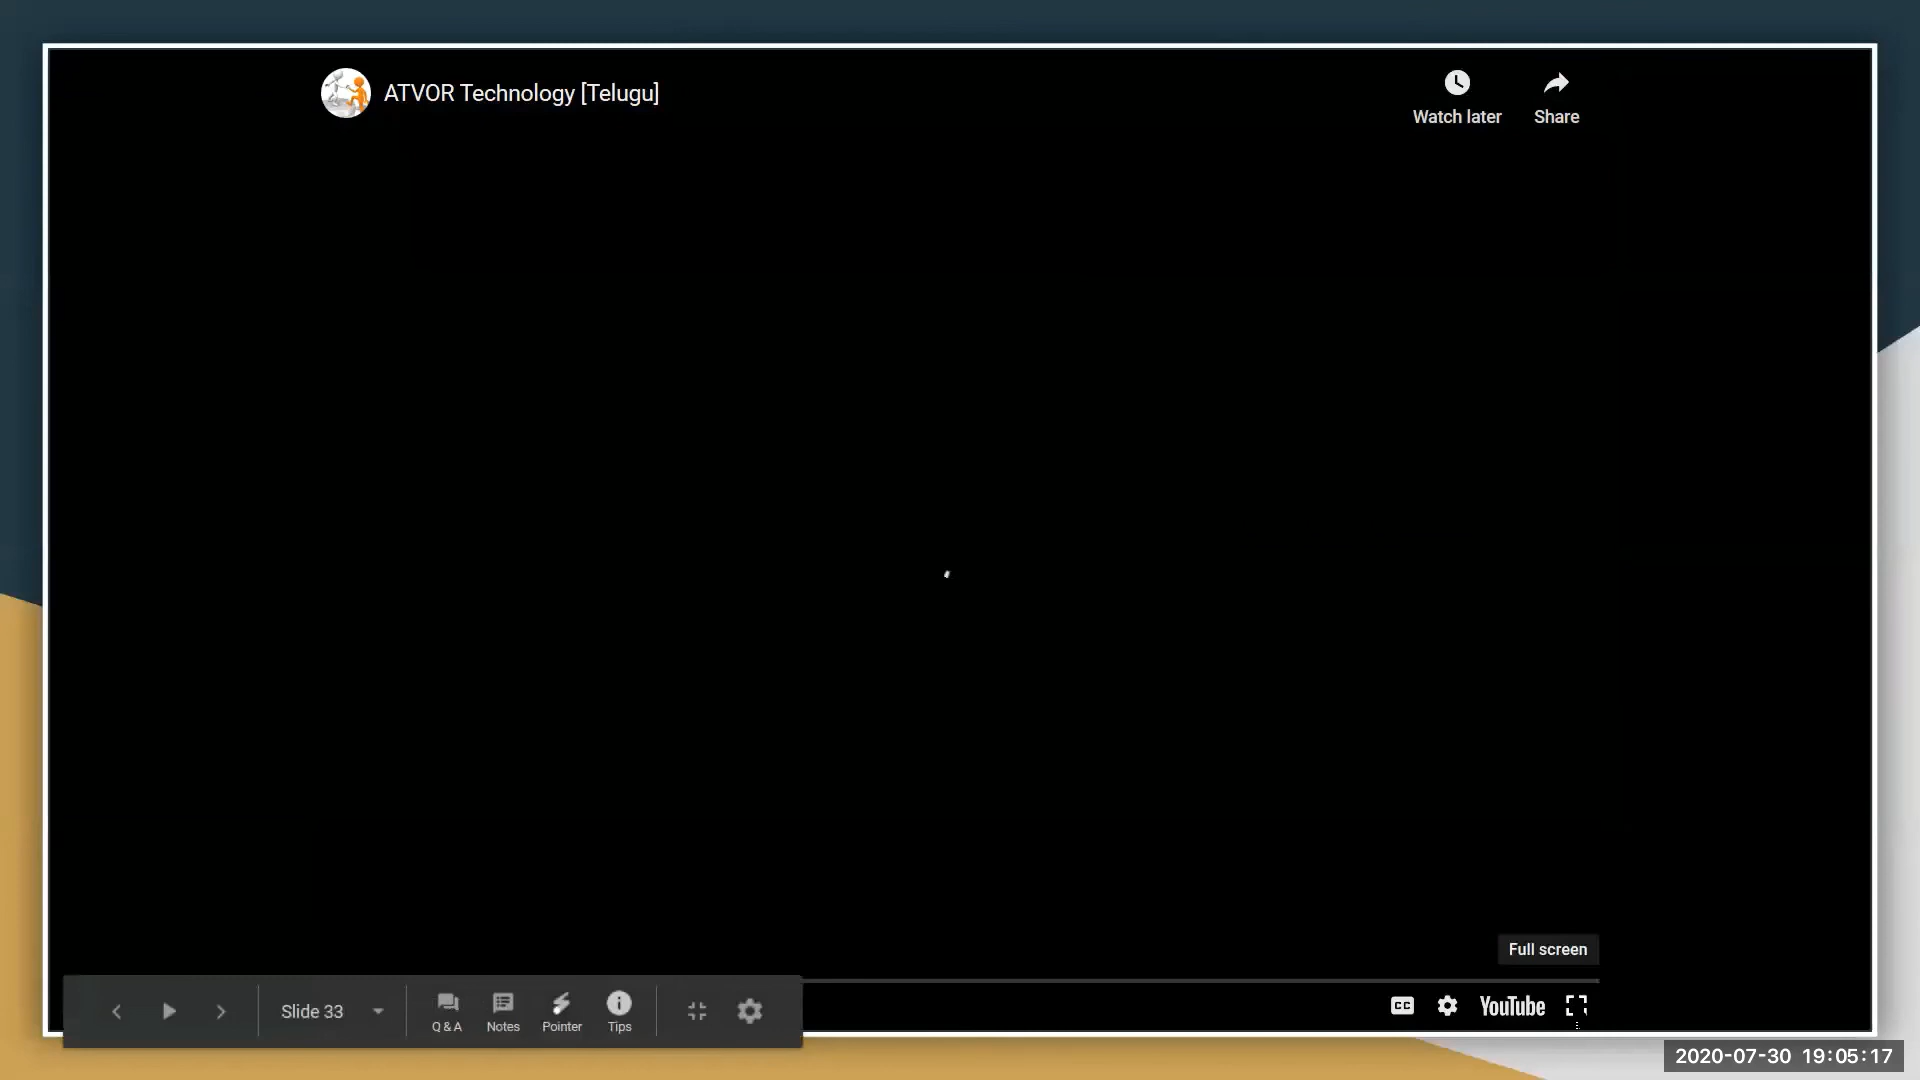 ATVOR Technology [Telugu]
Watch later
Share
Full screen
Slide 33
Q & A
Notes
Pointer
Tips
CC
YouTube
2020-07-30 19:05:17